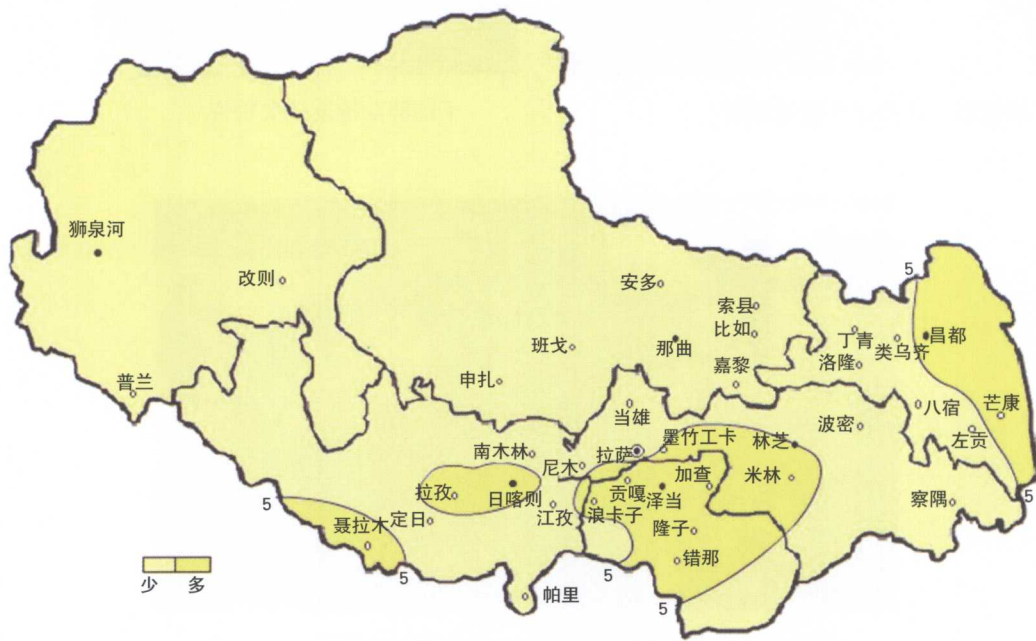 狮泉河
改则
普兰
安多
索县
比如
班戈
那曲
申扎
嘉黎
5
丁青
类乌齐
昌都
洛隆
八宿
芒康
左贡
当雄
波密
墨竹工卡
林芝
南木林
尼木
拉萨
加查
米林
拉孜
日喀则
贡嘎
泽当
察隅
5
5
江孜
浪卡子
聂拉木
定日
隆子
错那
5
5
5
帕里
少
多